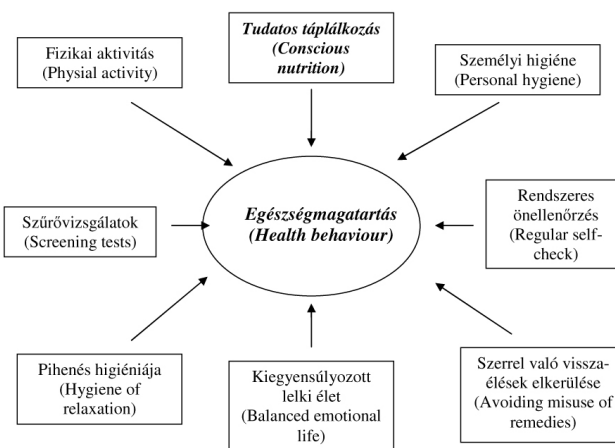 Fizikai aktivitás
(Physial activity)
Tudatos táplálkozás
(Conscious
nutrition)
Személyi higiéne
(Personal hygiene)
Szűrővizsgálatok
(Screening tests)
Egészségmagatartás
(Health behaviour)
Rendszeres
önellenőrzés
(Regular self-
check)
Pihenés higiéniája
(Hygiene of
relaxation)
Kiegyensúlyozott
lelki élet
(Balanced emotional
life)
Szerrel való vissza-
élések elkerülése
(Avoiding misuse of
remedies)